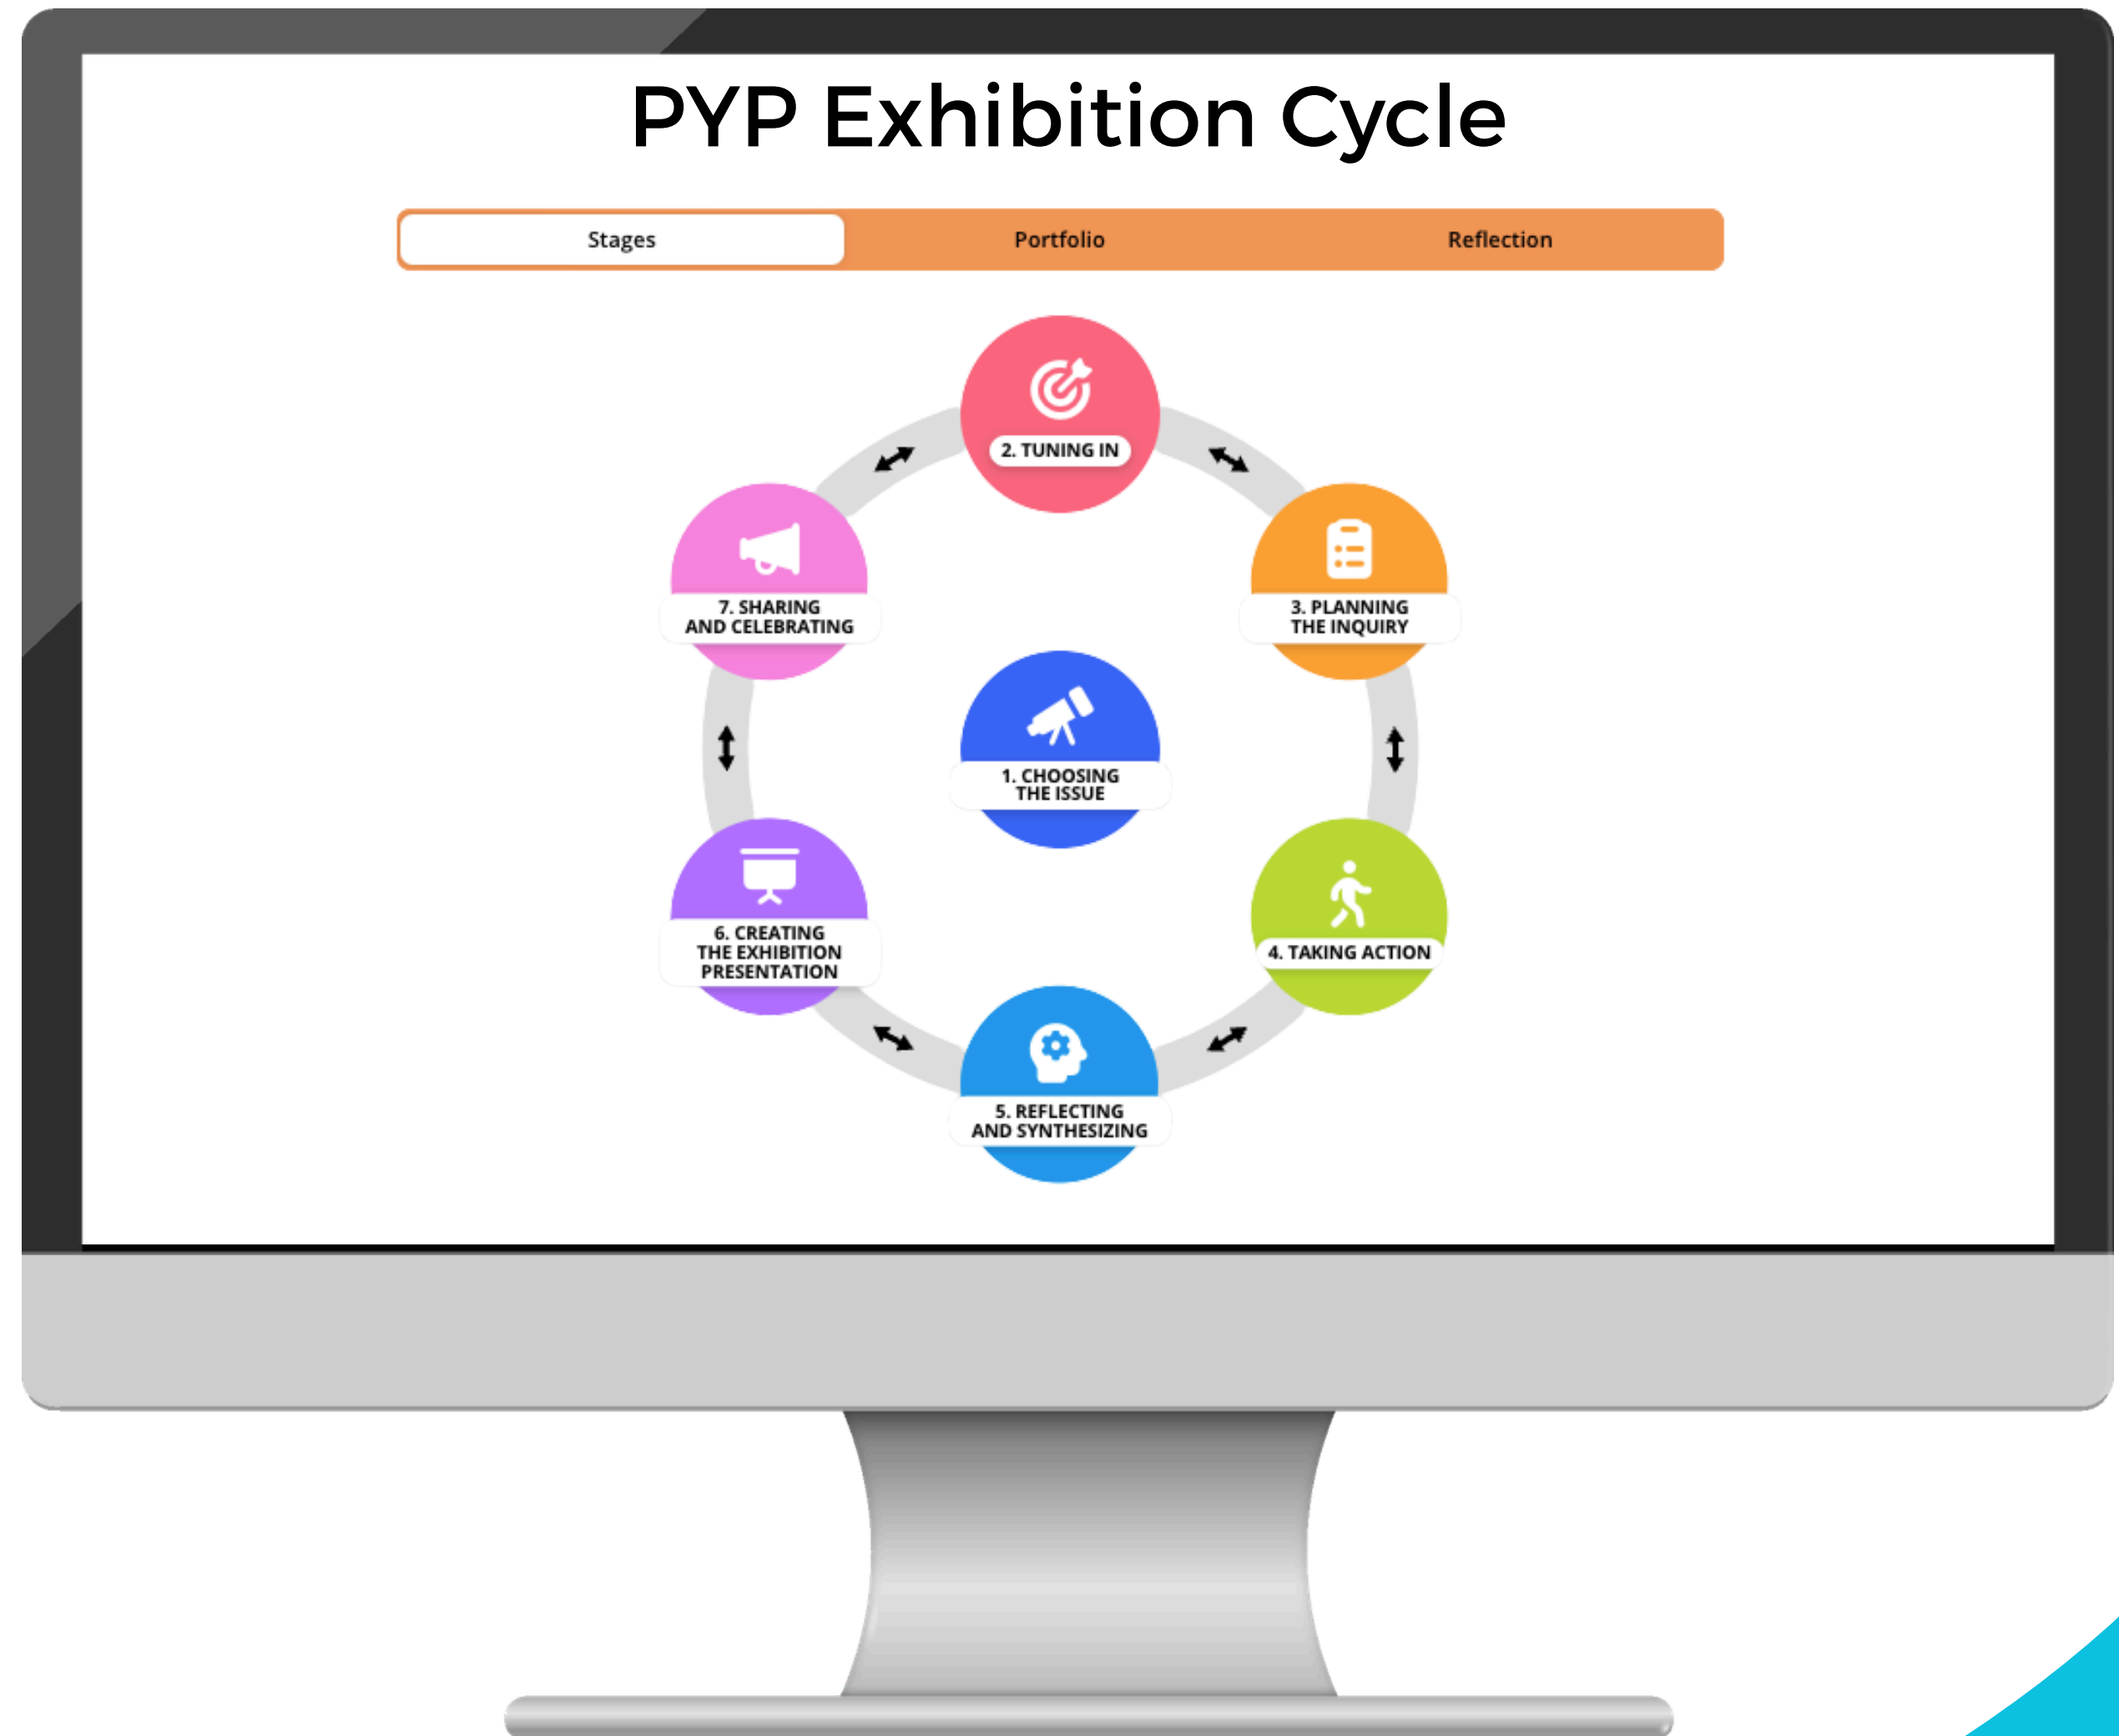 PYP Exhibition Cycle
Stages
Portfolio
Reflection
2. TUNING IN
7. SHARING
AND CELEBRATING
3. PLANNING
THE INQUIRY
1. CHOOSING
THE ISSUE
6. CREATING
THE EXHIBITION
PRESENTATION
4. TAKING ACTION
5. REFLECTING
AND SYNTHESIZING